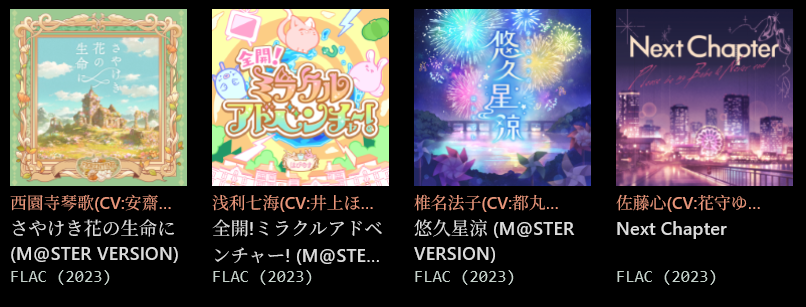 さやけき
花の
生命に
全開!
ミラクル
アドベンチャー!
悠久星涼
Next Chapter
西園寺琴歌(CV:安齋...
浅利七海(CV:井上ほ...
椎名法子(CV:都丸...
佐藤心(CV:花守ゆ...
さやけき花の生命に
(M@STER VERSION)
全開!ミラクルアドベ
ンチャー! (M@STE...
悠久星涼 (M@STER
VERSION)
Next Chapter
FLAC (2023)
FLAC (2023)
FLAC (2023)
FLAC (2023)